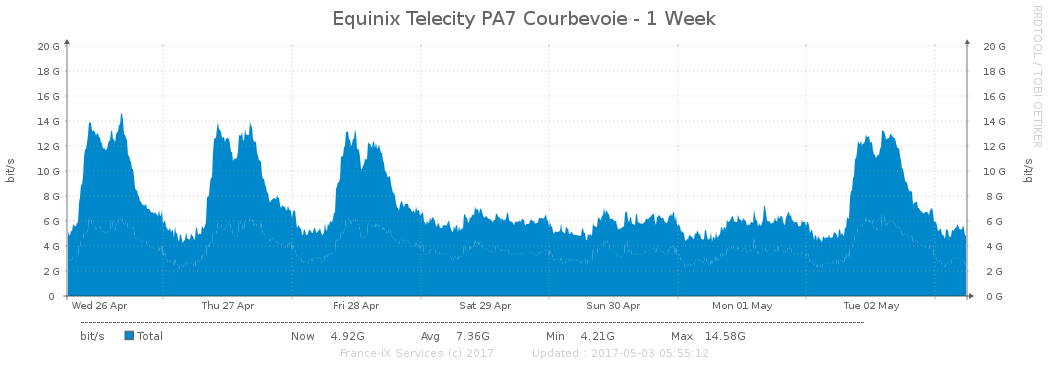 Equinix Telecity PA7 Courbevoie - 1 Week
RRDTOOL / TOBI OETIKER
bit/s
20 G
18 G
16 G
14 G
12 G
10 G
8 G
6 G
4 G
2 G
0
20 G
18 G
16 G
14 G
12 G
10 G
8 G
6 G
4 G
2 G
0 G
bit/s
Wed 26 Apr Thu 27 Apr Fri 28 Apr Sat 29 Apr Sun 30 Apr Mon 01 May Tue 02 May
bit/s Total Now 4.92G Avg 7.36G Min 4.21G Max 14.58G
France-IX Services (c) 2017 Updated : 2017-05-03 05:55:12